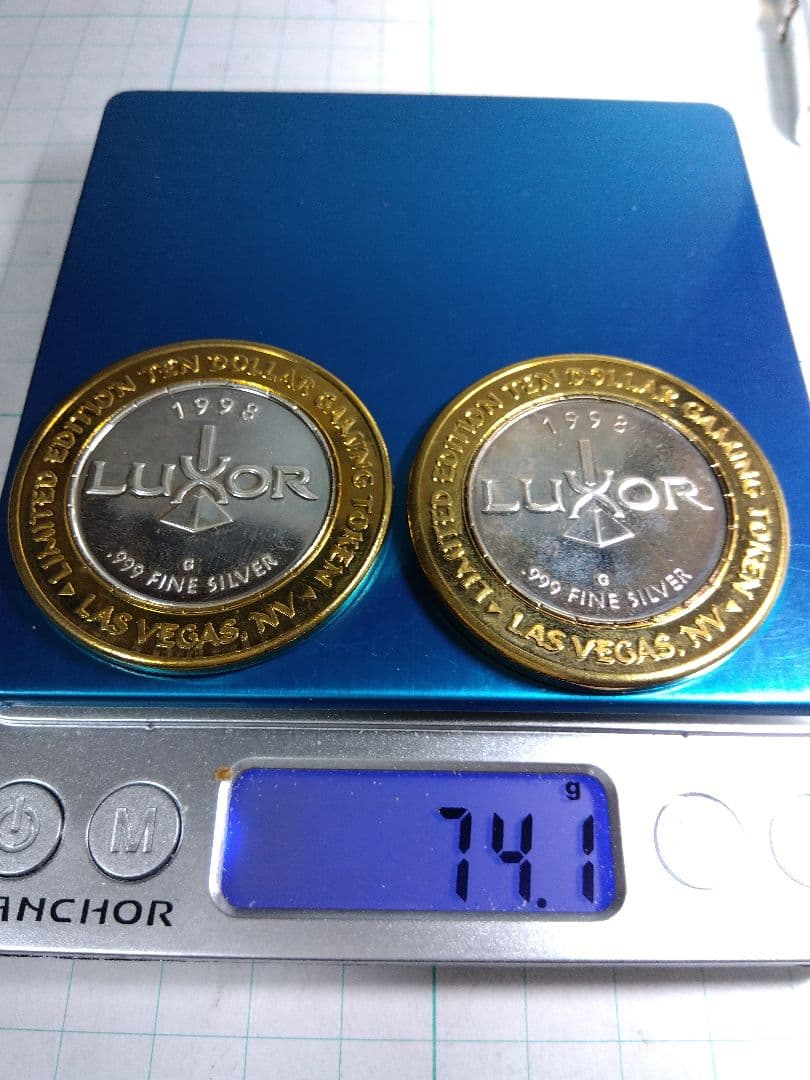 LIMITED EDITION TEN DOLLAR GAMING TOKEN
1998
LUXOR
G
.999 FINE SILVER
LAS VEGAS, NV
LIMITED EDITION TEN DOLLAR GAMING TOKEN
1998
LUXOR
G
.999 FINE SILVER
LAS VEGAS, NV
g
74.1
M
ANCHOR